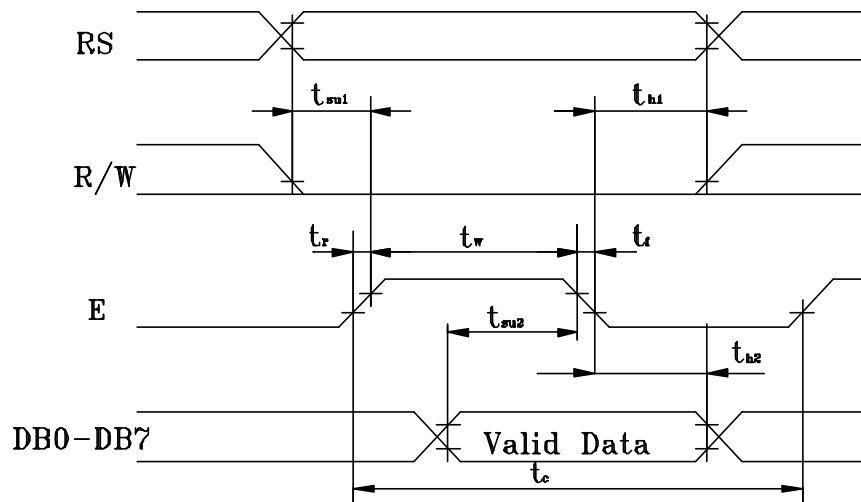 RS
tsu1
th1
R/W
tr
tw
tf
E
tsu2
th2
DB0-DB7
Valid Data
tc